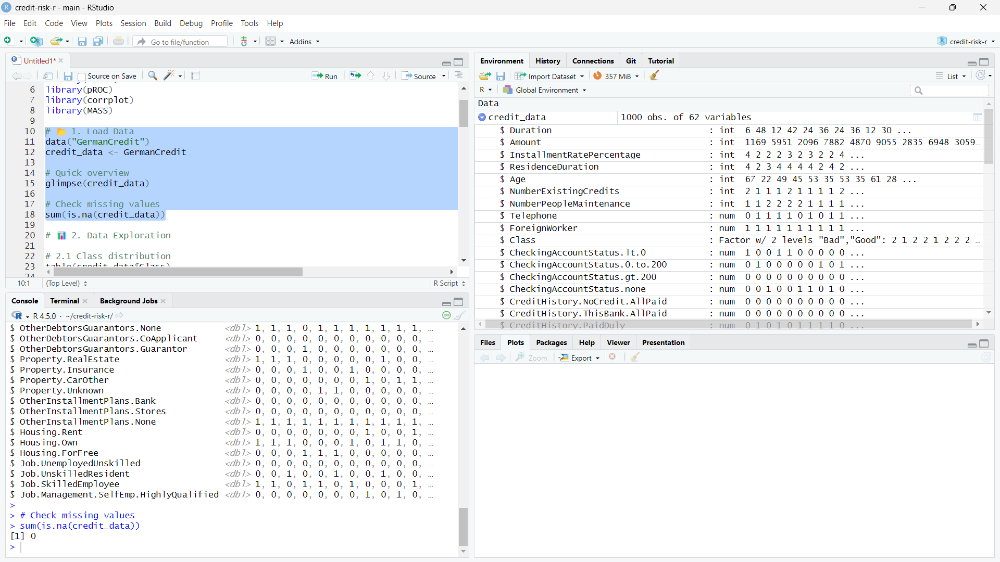 credit-risk-r - main - RStudio
File Edit Code View Plots Session Build Debug Profile Tools Help
Go to file/function Addins credit-risk-r
Untitled1*
Source on Save Run Source
6 library(pROC)
7 library(corrplot)
8 library(MASS)
9
10 # 📂 1. Load Data
11 data("GermanCredit")
12 credit_data <- GermanCredit
13
14 # Quick overview
15 glimpse(credit_data)
16
17 # Check missing values
18 sum(is.na(credit_data))
19
20 # 📊 2. Data Exploration
21
22 # 2.1 Class distribution
23 table(credit_data$Class)
24
10:1 (Top Level) R Script
Console Terminal Background Jobs
R 4.5.0 · ~/credit-risk-r/
$ OtherDebtorsGuarantors.None <dbl> 1, 1, 1, 0, 1, 1, 1, 1, 1, 1, 1, …
$ OtherDebtorsGuarantors.CoApplicant <dbl> 0, 0, 0, 0, 0, 0, 0, 0, 0, 0, 0, …
$ OtherDebtorsGuarantors.Guarantor <dbl> 0, 0, 0, 1, 0, 0, 0, 0, 0, 0, 0, …
$ Property.RealEstate <dbl> 1, 1, 1, 0, 0, 0, 0, 0, 1, 0, 0, …
$ Property.Insurance <dbl> 0, 0, 0, 1, 0, 0, 1, 0, 0, 0, 0, …
$ Property.CarOther <dbl> 0, 0, 0, 0, 0, 0, 0, 1, 0, 1, 1, …
$ Property.Unknown <dbl> 0, 0, 0, 0, 1, 1, 0, 0, 0, 0, 0, …
$ OtherInstallmentPlans.Bank <dbl> 0, 0, 0, 0, 0, 0, 0, 0, 0, 0, 0, …
$ OtherInstallmentPlans.Stores <dbl> 0, 0, 0, 0, 0, 0, 0, 0, 0, 0, 0, …
$ OtherInstallmentPlans.None <dbl> 1, 1, 1, 1, 1, 1, 1, 1, 1, 1, 1, …
$ Housing.Rent <dbl> 0, 0, 0, 0, 0, 0, 0, 1, 0, 0, 1, …
$ Housing.Own <dbl> 1, 1, 1, 0, 0, 0, 1, 0, 1, 1, 0, …
$ Housing.ForFree <dbl> 0, 0, 0, 1, 1, 1, 0, 0, 0, 0, 0, …
$ Job.UnemployedUnskilled <dbl> 0, 0, 0, 0, 0, 0, 0, 0, 0, 0, 0, …
$ Job.UnskilledResident <dbl> 0, 0, 1, 0, 0, 1, 0, 0, 1, 0, 0, …
$ Job.SkilledEmployee <dbl> 1, 1, 0, 1, 1, 0, 1, 0, 0, 0, 1, …
$ Job.Management.SelfEmp.HighlyQualified <dbl> 0, 0, 0, 0, 0, 0, 0, 1, 0, 1, 0, …
>
> # Check missing values
> sum(is.na(credit_data))
[1] 0
>
Environment History Connections Git Tutorial
Import Dataset 357 MiB List
R Global Environment
Data
credit_data 1000 obs. of 62 variables
$ Duration : int 6 48 12 42 24 36 24 36 12 30 ...
$ Amount : int 1169 5951 2096 7882 4870 9055 2835 6948 3059…
$ InstallmentRatePercentage : int 4 2 2 2 3 2 3 2 2 4 ...
$ ResidenceDuration : int 4 2 3 4 4 4 4 2 4 2 ...
$ Age : int 67 22 49 45 53 35 53 35 61 28 ...
$ NumberExistingCredits : int 2 1 1 1 2 1 1 1 1 2 ...
$ NumberPeopleMaintenance : int 1 1 2 2 2 2 1 1 1 1 ...
$ Telephone : num 0 1 1 1 1 0 1 0 1 1 ...
$ ForeignWorker : num 1 1 1 1 1 1 1 1 1 1 ...
$ Class : Factor w/ 2 levels "Bad","Good": 2 1 2 2 1 2 2 2 …
$ CheckingAccountStatus.lt.0 : num 1 0 0 1 1 0 0 0 0 0 ...
$ CheckingAccountStatus.0.to.200 : num 0 1 0 0 0 0 0 1 0 1 ...
$ CheckingAccountStatus.gt.200 : num 0 0 0 0 0 0 0 0 0 0 ...
$ CheckingAccountStatus.none : num 0 0 1 0 0 1 1 0 1 0 ...
$ CreditHistory.NoCredit.AllPaid : num 0 0 0 0 0 0 0 0 0 0 ...
$ CreditHistory.ThisBank.AllPaid : num 0 0 0 0 0 0 0 0 0 0 ...
$ CreditHistory.PaidDuly : num 0 1 0 1 0 1 1 1 1 0 ...
Files Plots Packages Help Viewer Presentation
Zoom Export